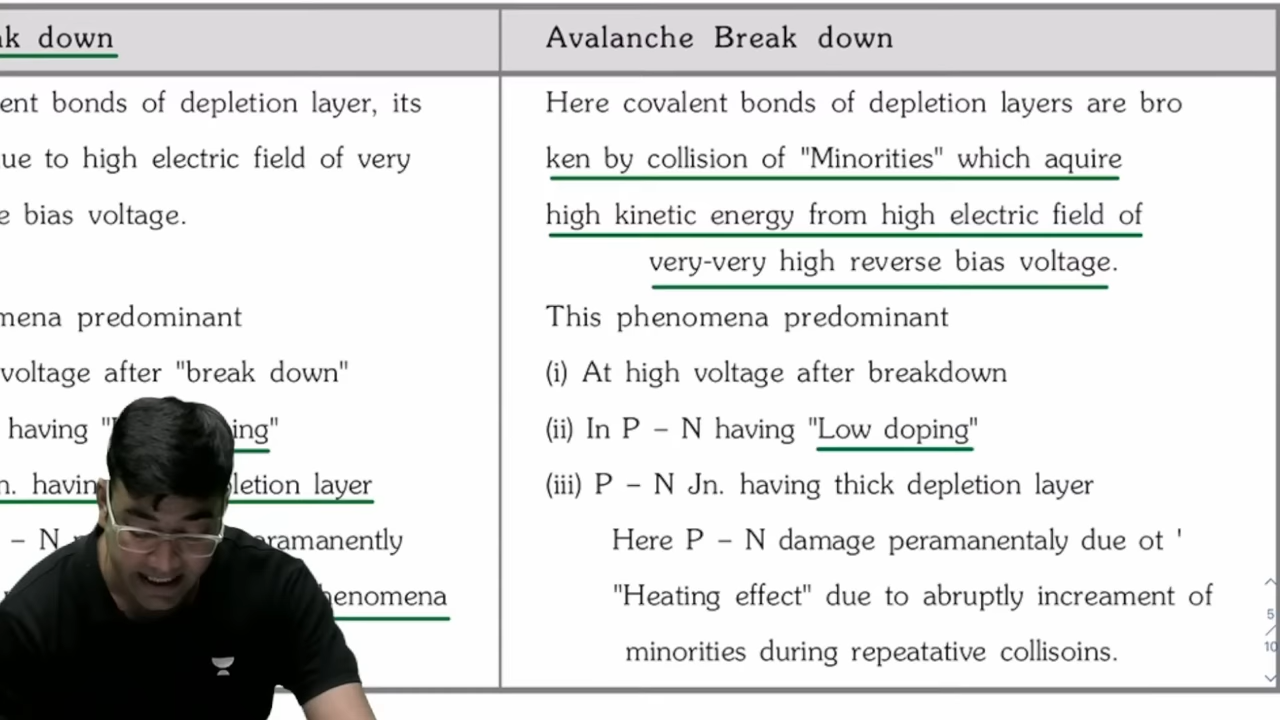 k down
Avalanche Break down
ent bonds of depletion layer, its
ue to high electric field of very
e bias voltage.
mena predominant
voltage after "break down"
having " ing"
n. havin letion layer
– N aramanently
henomena
Here covalent bonds of depletion layers are bro
ken by collision of "Minorities" which aquire
high kinetic energy from high electric field of
very-very high reverse bias voltage.
This phenomena predominant
(i) At high voltage after breakdown
(ii) In P – N having "Low doping"
(iii) P – N Jn. having thick depletion layer
Here P – N damage peramanentaly due ot '
"Heating effect" due to abruptly increament of
minorities during repeatative collisoins.
5
10